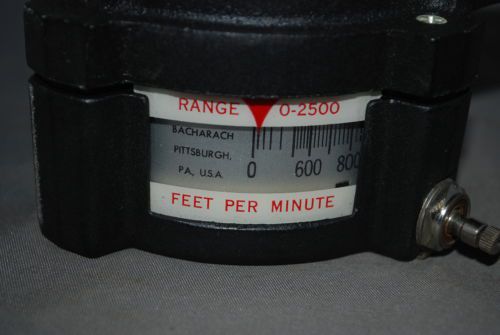 RANGE 0-2500
BACHARACH
PITTSBURGH,
PA., U.S.A.
0 600 800
FEET PER MINUTE